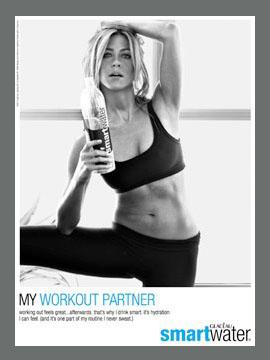 smartwater
MY WORKOUT PARTNER
working out feels great...afterwards. that's why i drink smart. it's hydration
i can feel. (and it's one part of my routine i never sweat.)
GLACÉAU
smartwater